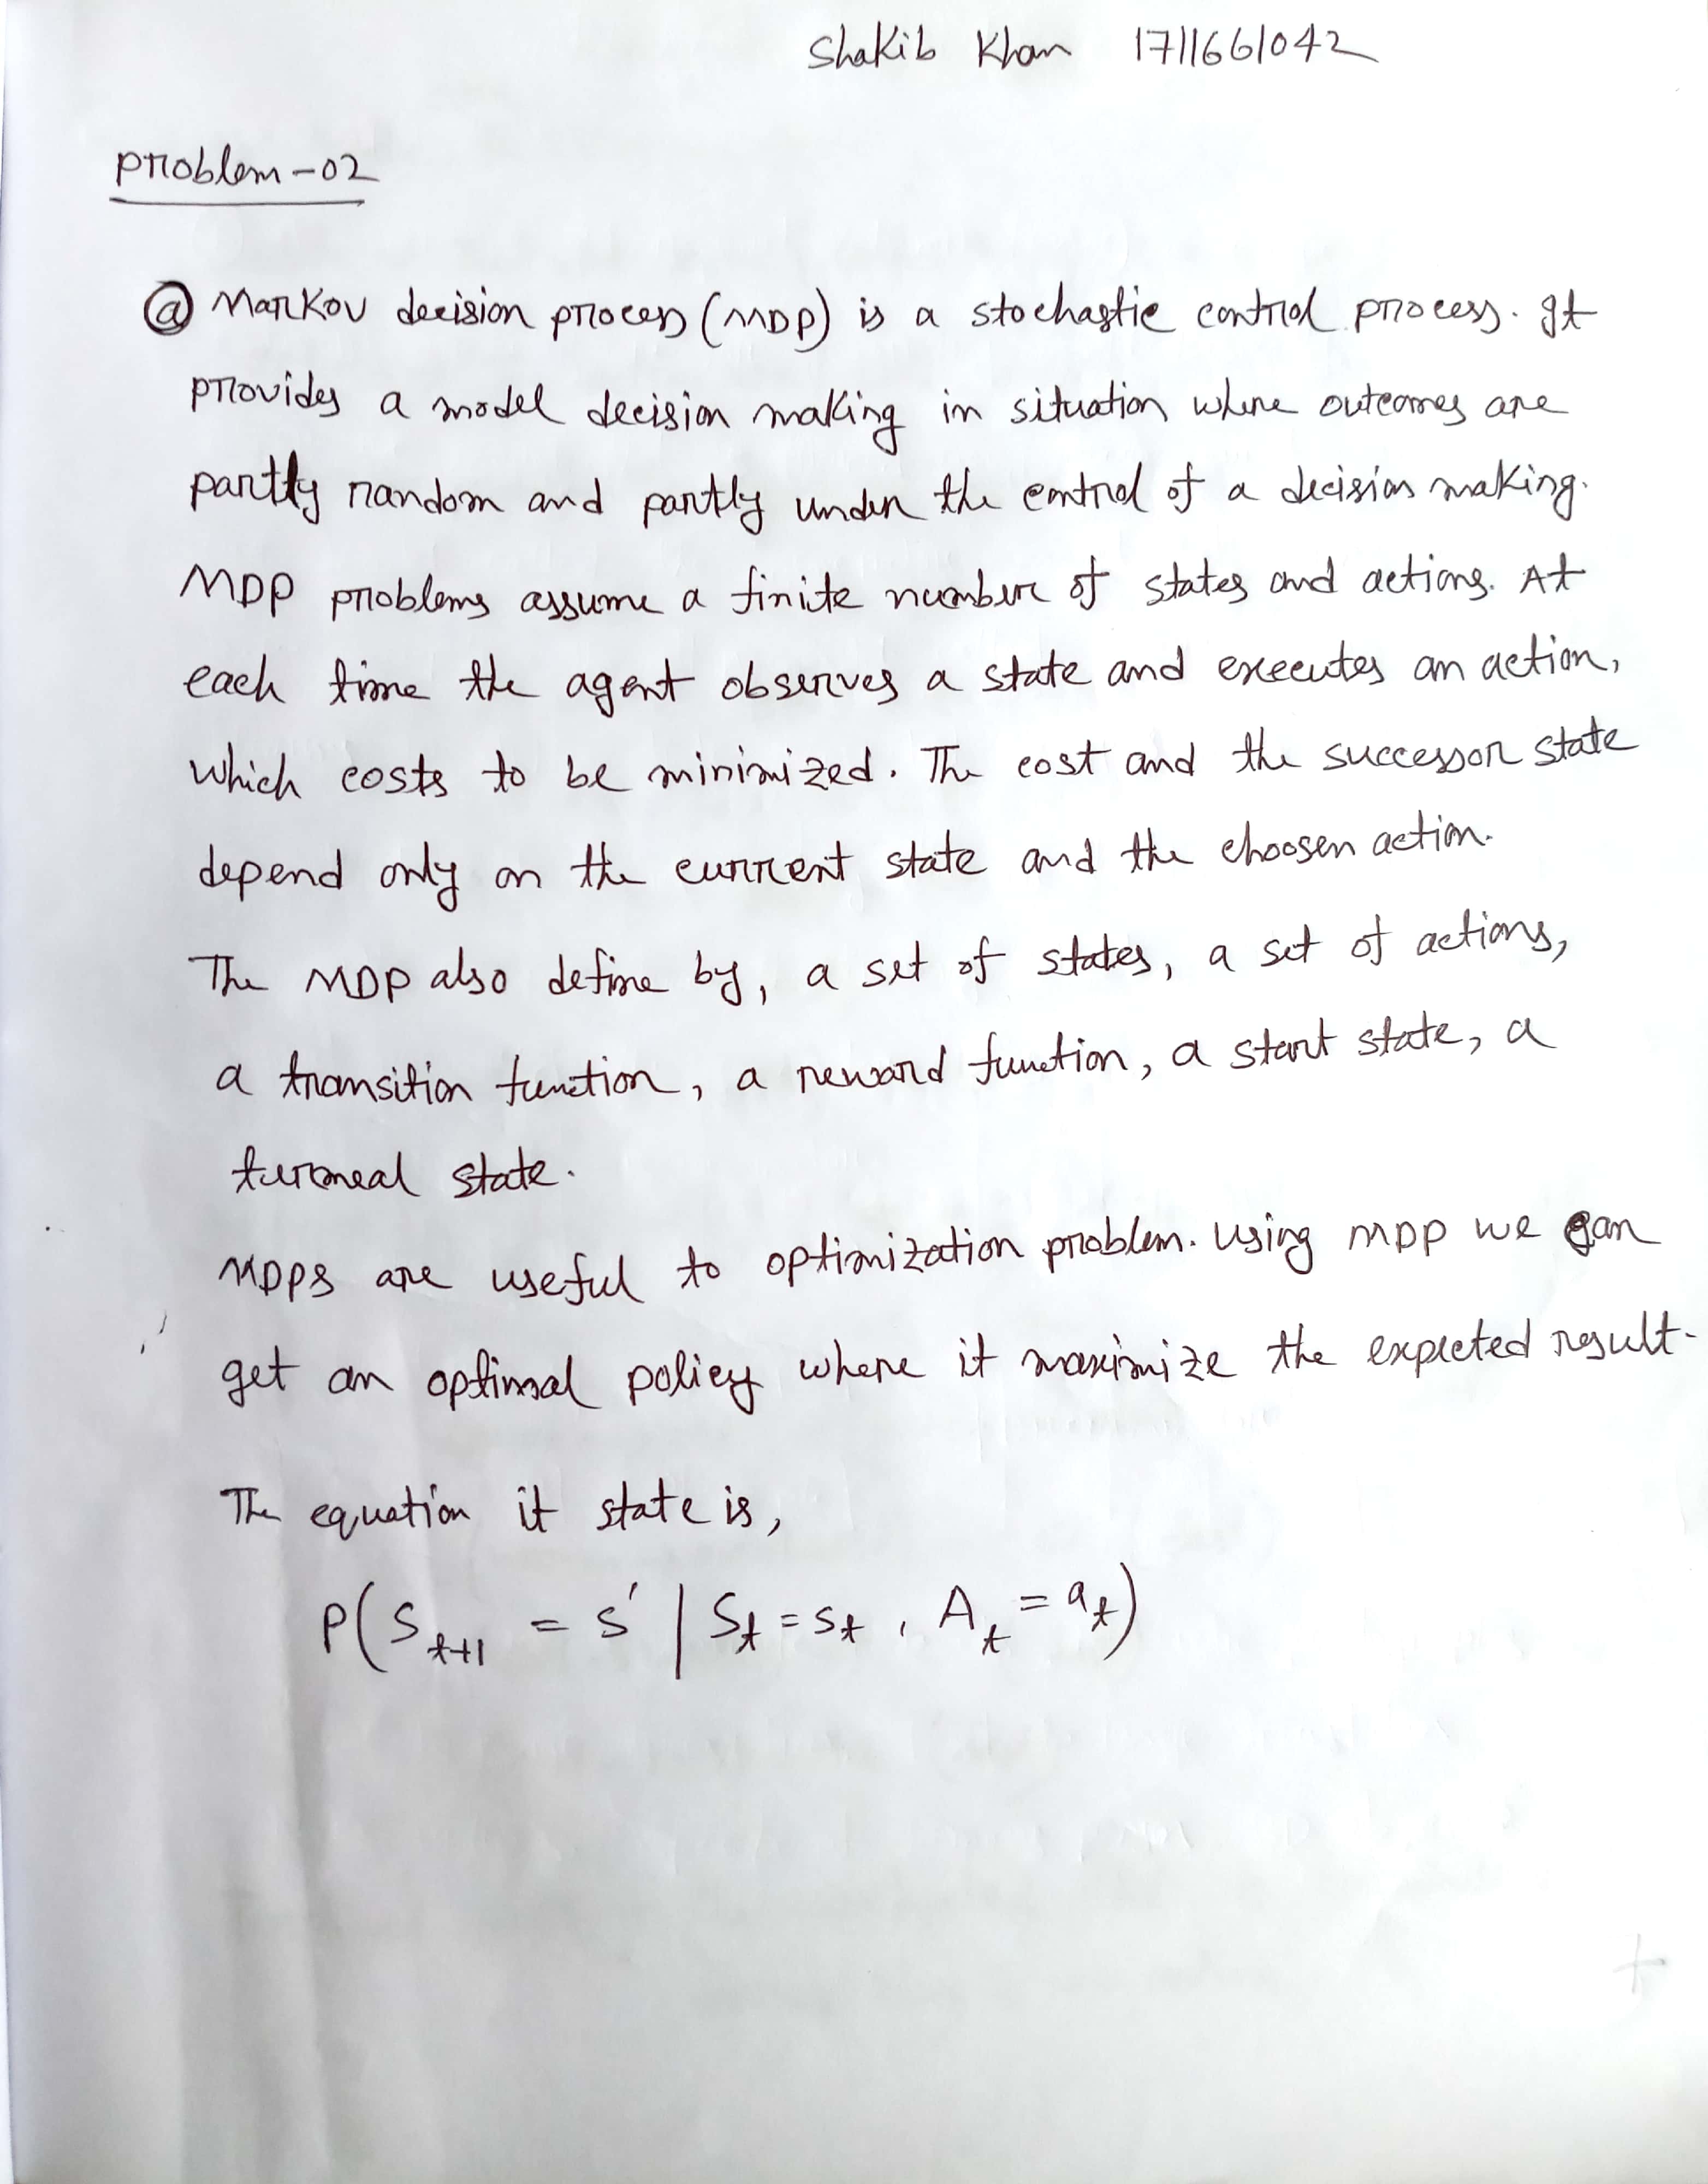 Shakib Khan 1711661042
Problem-02
ⓐ Markov decision process (MDP) is a stochastic control process. It
provides a model decision making in situation where outcomes are
partly random and partly under the control of a decision making.
MDP problems assume a finite number of states and actions. At
each time the agent observes a state and executes an action,
which costs to be minimized. The cost and the successor state
depend only on the current state and the choosen action.
The MDP also define by, a set of states, a set of actions,
a transition function, a reward function, a start state, a
turmeal state.
MDPs are useful to optimization problem. Using MDP we can
get an optimal policy where it maximize the expected result.
The equation it state is,
P(S_{t+1} = s' | S_t = s_t, A_t = a_t)